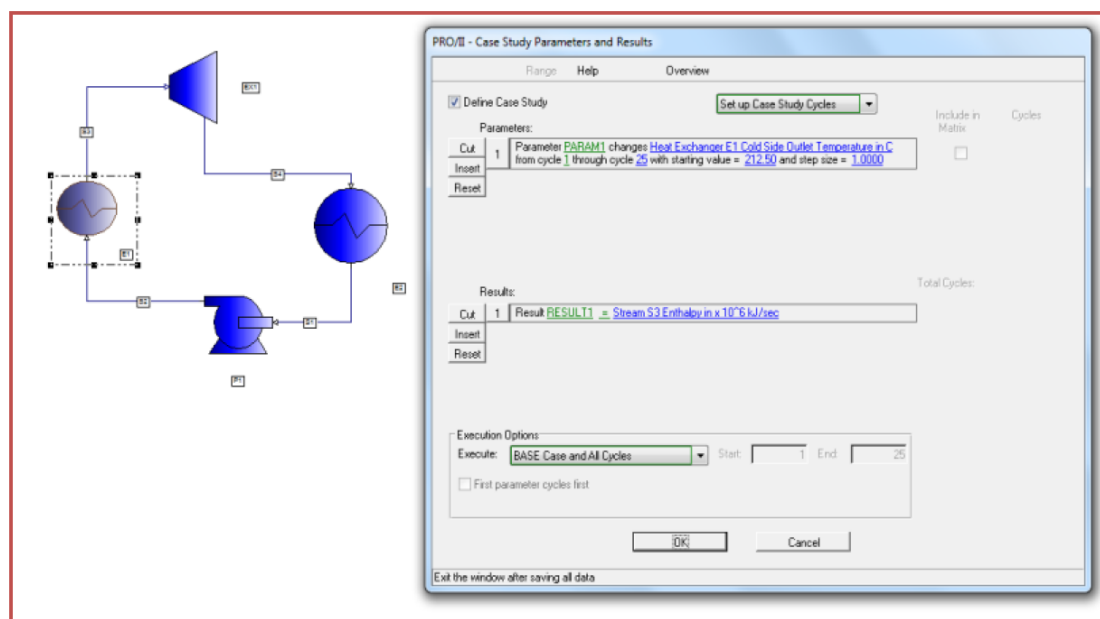 PRO/II - Case Study Parameters and Results
Range Help Overview
Define Case Study
Set up Case Study Cycles
Include in Matrix
Cycles
Parameters:
Cut
Insert
Reset
1
Parameter PARAM1 changes Heat Exchanger E1 Cold Side Outlet Temperature in C
from cycle 1 through cycle 25 with starting value = 212.50 and step size = 1.0000
Total Cycles:
Results:
Cut
Insert
Reset
1
Result RESULT1 = Stream S3 Enthalpy in x 10^6 kJ/sec
Execution Options
Execute: BASE Case and All Cycles Start: 1 End 25
First parameter cycles first
OK Cancel
Exit the window after saving all data
EX1
S3
S4
E1
E2
S2
S1
P1